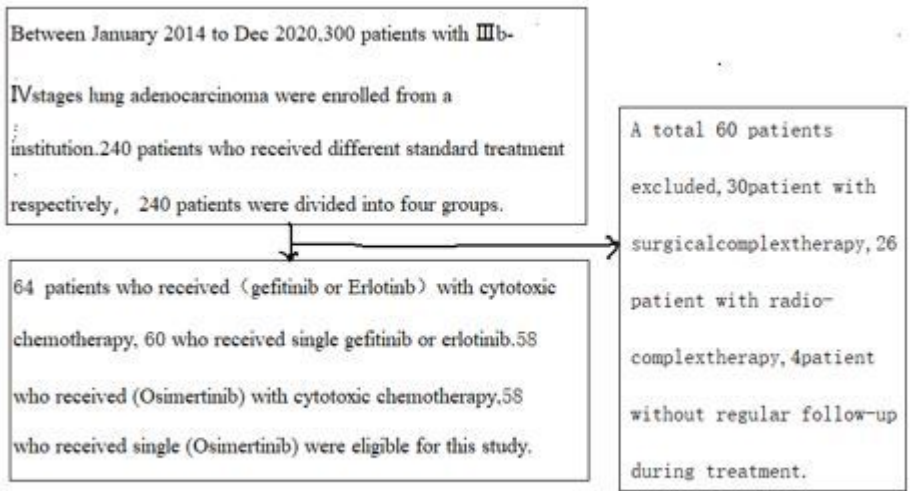 Between January 2014 to Dec 2020,300 patients with Ⅲb-
Ⅳstages lung adenocarcinoma were enrolled from a
institution.240 patients who received different standard treatment
respectively, 240 patients were divided into four groups.
64 patients who received（gefitinib or Erlotinb）with cytotoxic
chemotherapy, 60 who received single gefitinib or erlotinib.58
who received (Osimertinib) with cytotoxic chemotherapy,58
who received single (Osimertinib) were eligible for this study.
A total 60 patients
excluded,30patient with
surgicalcomplextherapy,26
patient with radio-
complextherapy,4patient
without regular follow-up
during treatment.